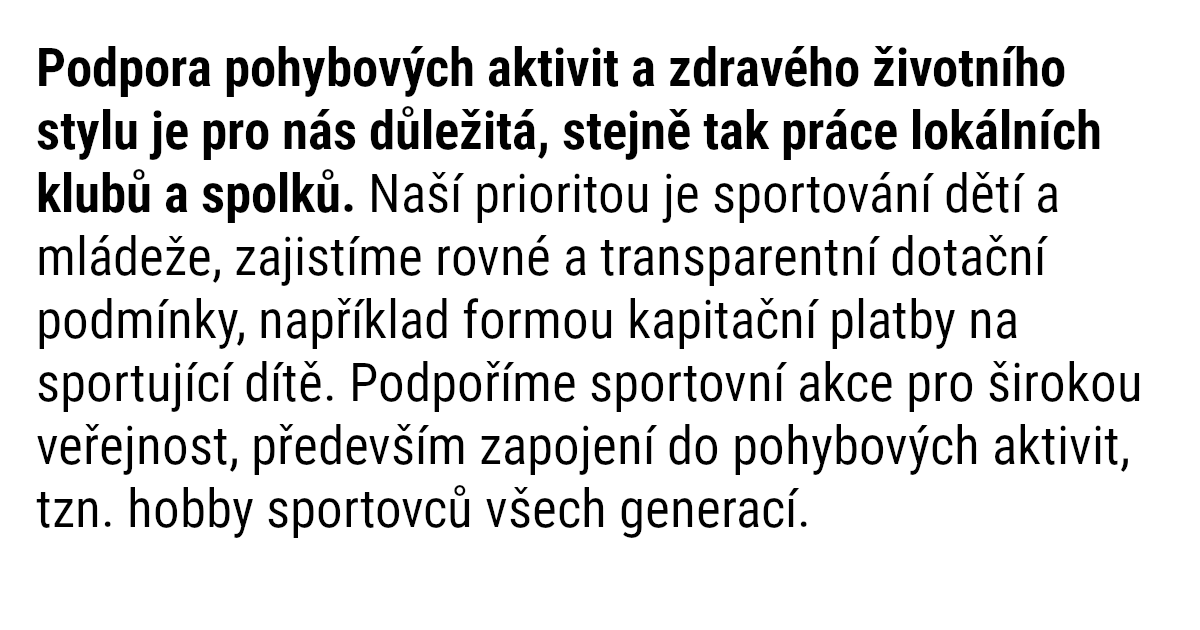 Podpora pohybových aktivit a zdravého životního
stylu je pro nás důležitá, stejně tak práce lokálních
klubů a spolků. Naší prioritou je sportování dětí a
mládeže, zajistíme rovné a transparentní dotační
podmínky, například formou kapitační platby na
sportující dítě. Podpoříme sportovní akce pro širokou
veřejnost, především zapojení do pohybových aktivit,
tzn. hobby sportovců všech generací.